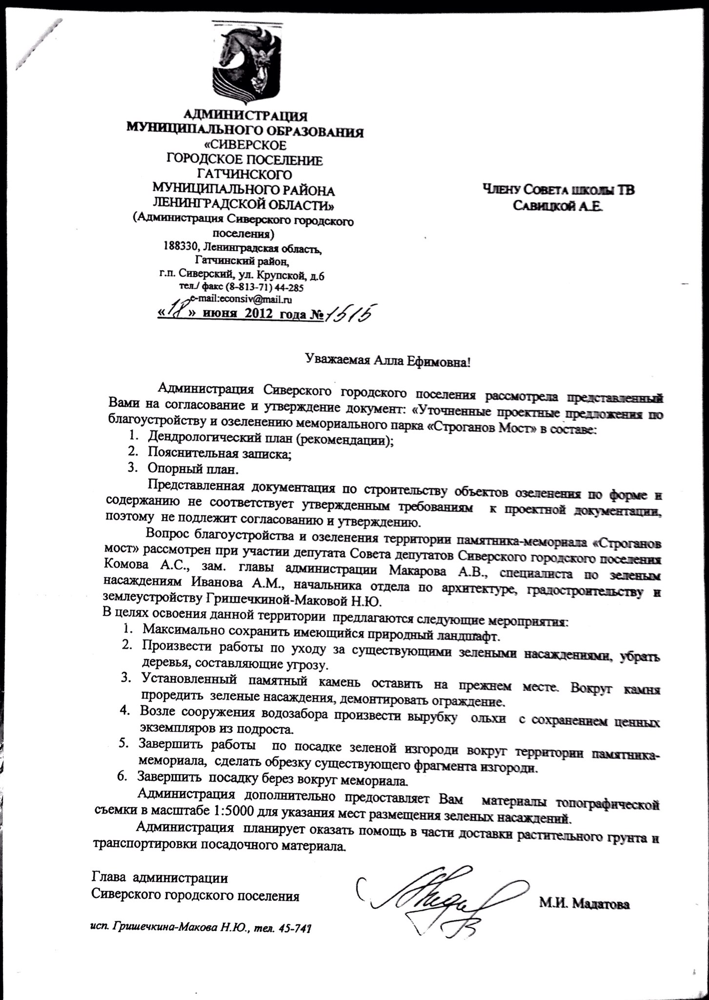 АДМИНИСТРАЦИЯ
МУНИЦИПАЛЬНОГО ОБРАЗОВАНИЯ
«СИВЕРСКОЕ
ГОРОДСКОЕ ПОСЕЛЕНИЕ
ГАТЧИНСКОГО
МУНИЦИПАЛЬНОГО РАЙОНА
ЛЕНИНГРАДСКОЙ ОБЛАСТИ»
(Администрация Сиверского городского
поселения)
188330, Ленинградская область,
Гатчинский район,
г.п. Сиверский, ул. Крупской, д.6
тел./ факс (8-813-71) 44-285
e-mail:econsiv@mail.ru
«18» июня 2012 года №1515
Члену Совета школы ТВ
Савицкой А.Е.
Уважаемая Алла Ефимовна!
Администрация Сиверского городского поселения рассмотрела представленный
Вами на согласование и утверждение документ: «Уточненные проектные предложения по
благоустройству и озеленению мемориального парка «Строганов Мост» в составе:
1. Дендрологический план (рекомендации);
2. Пояснительная записка;
3. Опорный план.
Представленная документация по строительству объектов озеленения по форме и
содержанию не соответствует утвержденным требованиям к проектной документации,
поэтому не подлежит согласованию и утверждению.
Вопрос благоустройства и озеленения территории памятника-мемориала «Строганов
мост» рассмотрен при участии депутата Совета депутатов Сиверского городского поселения
Комова А.С., зам. главы администрации Макарова А.В., специалиста по зеленым
насаждениям Иванова А.М., начальника отдела по архитектуре, градостроительству и
землеустройству Гришечкиной-Маковой Н.Ю.
В целях освоения данной территории предлагаются следующие мероприятия:
1. Максимально сохранить имеющийся природный ландшафт.
2. Произвести работы по уходу за существующими зелеными насаждениями, убрать
деревья, составляющие угрозу.
3. Установленный памятный камень оставить на прежнем месте. Вокруг камня
проредить зеленые насаждения, демонтировать ограждение.
4. Возле сооружения водозабора произвести вырубку ольхи с сохранением ценных
экземпляров из подроста.
5. Завершить работы по посадке зеленой изгороди вокруг территории памятника-
мемориала, сделать обрезку существующего фрагмента изгороди.
6. Завершить посадку берез вокруг мемориала.
Администрация дополнительно предоставляет Вам материалы топографической
съемки в масштабе 1:5000 для указания мест размещения зеленых насаждений.
Администрация планирует оказать помощь в части доставки растительного грунта и
транспортировки посадочного материала.
Глава администрации
Сиверского городского поселения
М.И. Мадатова
исп. Гришечкина-Макова Н.Ю., тел. 45-741